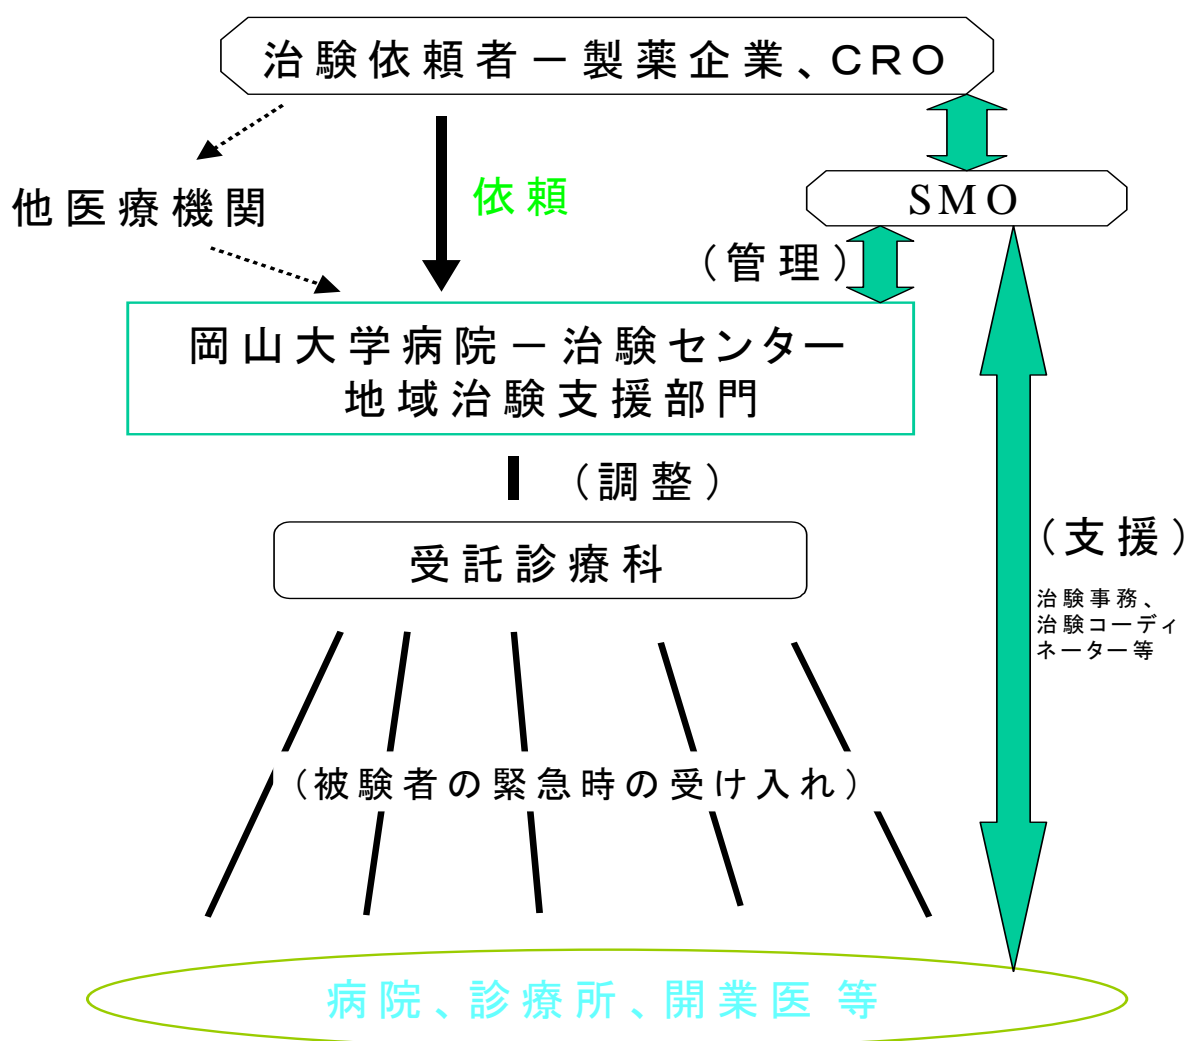 治験依頼者－製薬企業、CRO
他医療機関
依頼
SMO
（管理）
岡山大学病院－治験センター
地域治験支援部門
（調整）
受託診療科
（支援）
治験事務、
治験コーディ
ネーター等
（被験者の緊急時の受け入れ）
病院、診療所、開業医 等